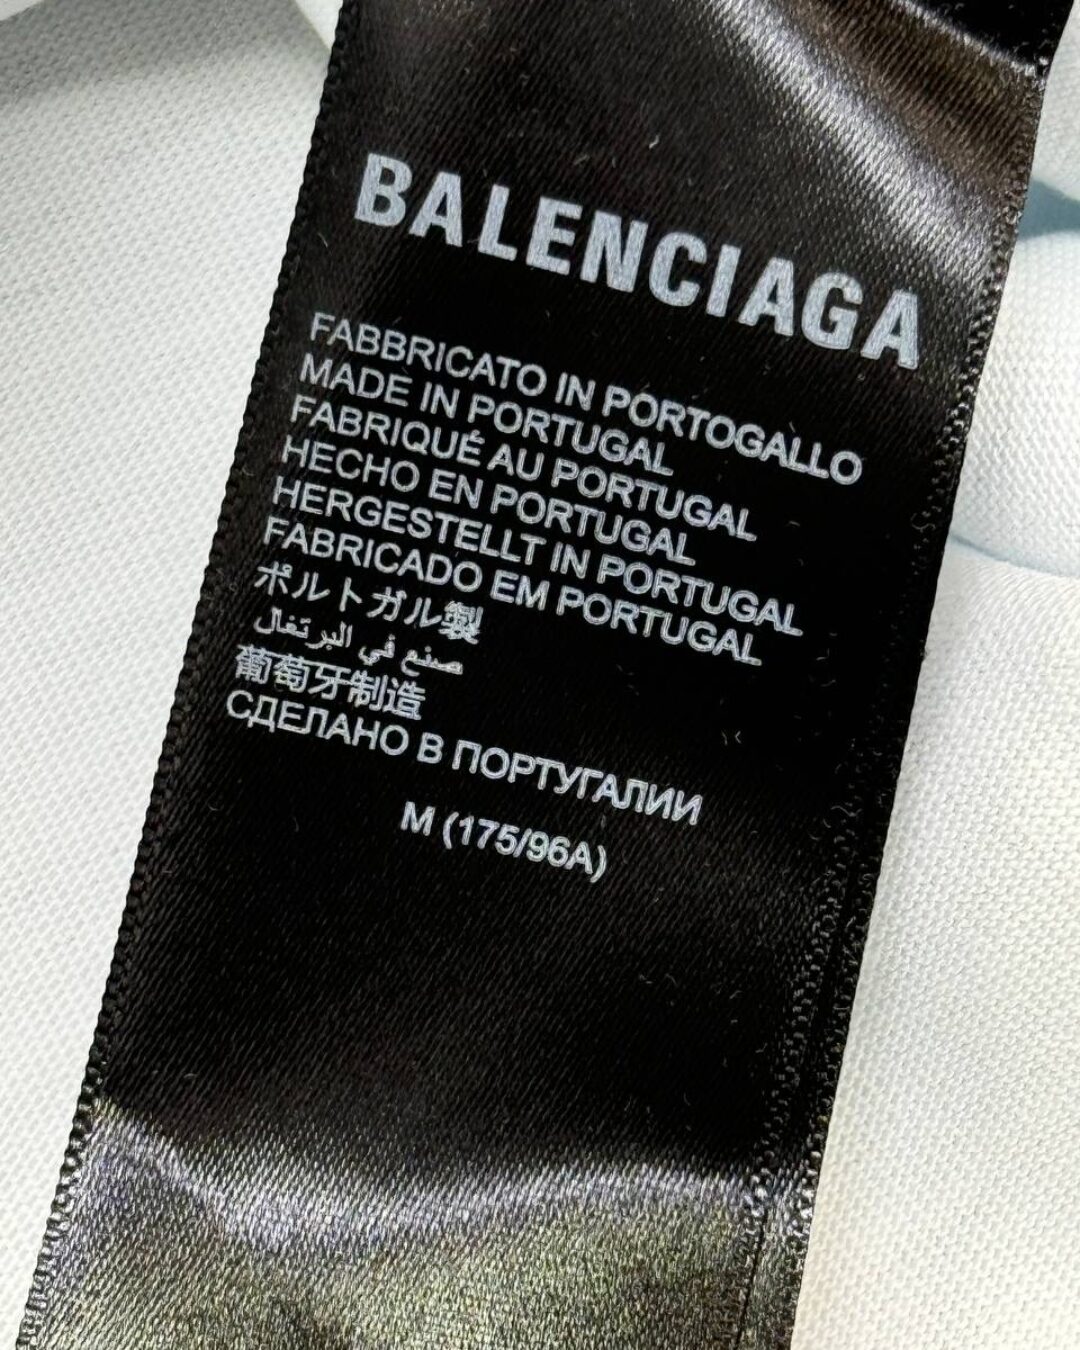 BALENCIAGA
FABBRICATO IN PORTOGALLO
MADE IN PORTUGAL
FABRIQUÉ AU PORTUGAL
HECHO EN PORTUGAL
HERGESTELLT IN PORTUGAL
FABRICADO EM PORTUGAL
ポルトガル製
صنع في البرتغال
葡萄牙制造
СДЕЛАНО В ПОРТУГАЛИИ
M (175/96A)